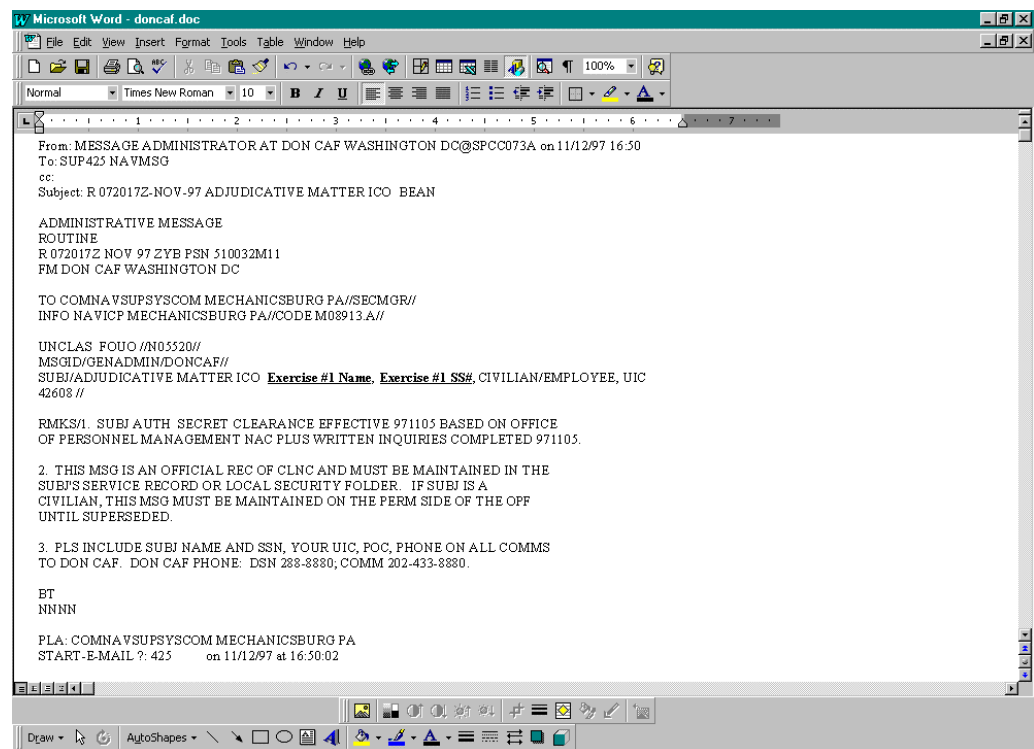 Microsoft Word - doncaf.doc
File Edit View Insert Format Tools Table Window Help
100%
Normal Times New Roman 10 B I U A
1 2 3 4 5 6 7
From: MESSAGE ADMINISTRATOR AT DON CAF WASHINGTON DC@SPCC073A on 11/12/97 16:50
To: SUP425 NAVMSG
cc:
Subject: R 072017Z-NOV-97 ADJUDICATIVE MATTER ICO BEAN
ADMINISTRATIVE MESSAGE
ROUTINE
R 072017Z NOV 97 ZYB PSN 510032M11
FM DON CAF WASHINGTON DC
TO COMNAVSUPSYSCOM MECHANICSBURG PA//SECMGR//
INFO NAVICP MECHANICSBURG PA//CODE M08913.A//
UNCLAS FOUO //N05520//
MSGID/GENADMIN/DONCAF//
SUBJ/ADJUDICATIVE MATTER ICO Exercise #1 Name, Exercise #1 SS#, CIVILIAN/EMPLOYEE, UIC
42608 //
RMKS/1. SUBJ AUTH SECRET CLEARANCE EFFECTIVE 971105 BASED ON OFFICE
OF PERSONNEL MANAGEMENT NAC PLUS WRITTEN INQUIRIES COMPLETED 971105.
2. THIS MSG IS AN OFFICIAL REC OF CLNC AND MUST BE MAINTAINED IN THE
SUBJ'S SERVICE RECORD OR LOCAL SECURITY FOLDER. IF SUBJ IS A
CIVILIAN, THIS MSG MUST BE MAINTAINED ON THE PERM SIDE OF THE OPF
UNTIL SUPERSEDED.
3. PLS INCLUDE SUBJ NAME AND SSN, YOUR UIC, POC, PHONE ON ALL COMMS
TO DON CAF. DON CAF PHONE: DSN 288-8880; COMM 202-433-8880.
BT
NNNN
PLA: COMNAVSUPSYSCOM MECHANICSBURG PA
START-E-MAIL ?: 425 on 11/12/97 at 16:50:02
Draw AutoShapes A